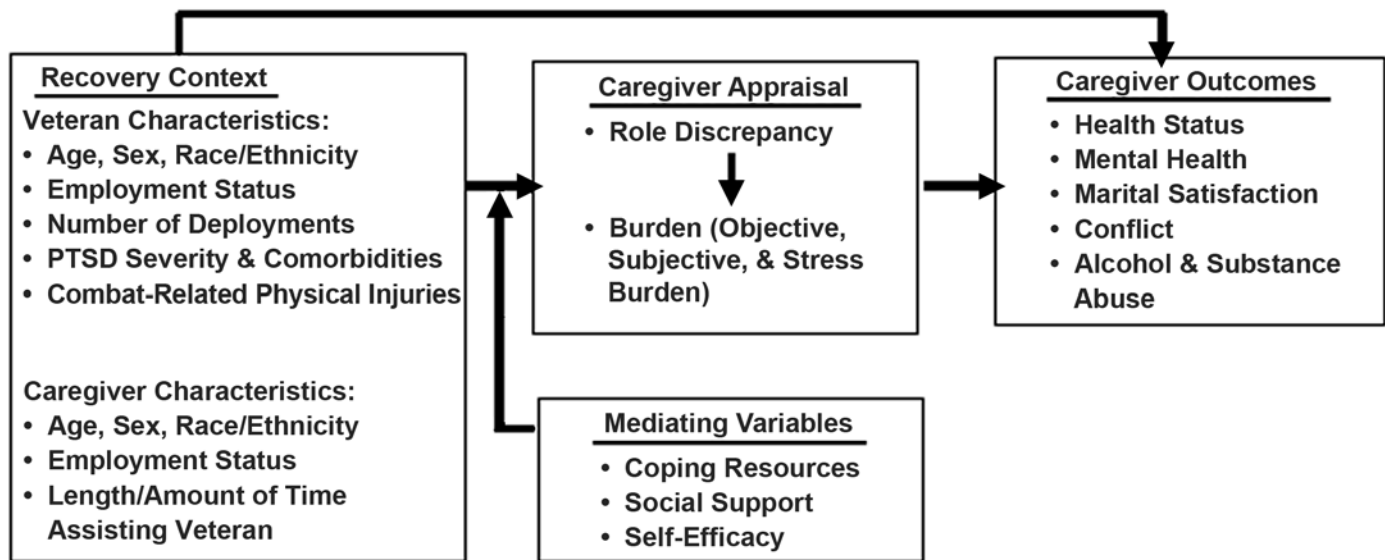 Recovery Context
Veteran Characteristics:
• Age, Sex, Race/Ethnicity
• Employment Status
• Number of Deployments
• PTSD Severity & Comorbidities
• Combat-Related Physical Injuries
Caregiver Characteristics:
• Age, Sex, Race/Ethnicity
• Employment Status
• Length/Amount of Time
Assisting Veteran
Caregiver Appraisal
• Role Discrepancy
• Burden (Objective,
Subjective, & Stress
Burden)
Mediating Variables
• Coping Resources
• Social Support
• Self-Efficacy
Caregiver Outcomes
• Health Status
• Mental Health
• Marital Satisfaction
• Conflict
• Alcohol & Substance
Abuse